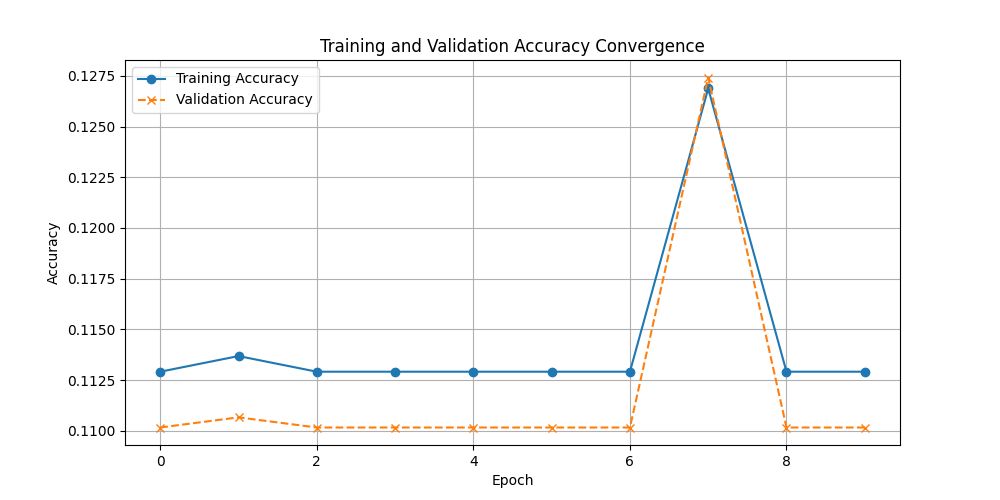 Training and Validation Accuracy Convergence
Training Accuracy
Validation Accuracy
0.1275
0.1250
0.1225
0.1200
0.1175
0.1150
0.1125
0.1100
Accuracy
0 2 4 6 8
Epoch